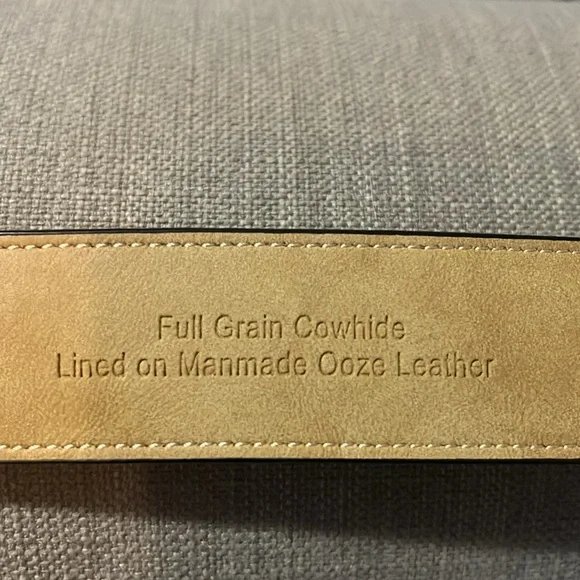 Full Grain Cowhide
Lined on Manmade Ooze Leather